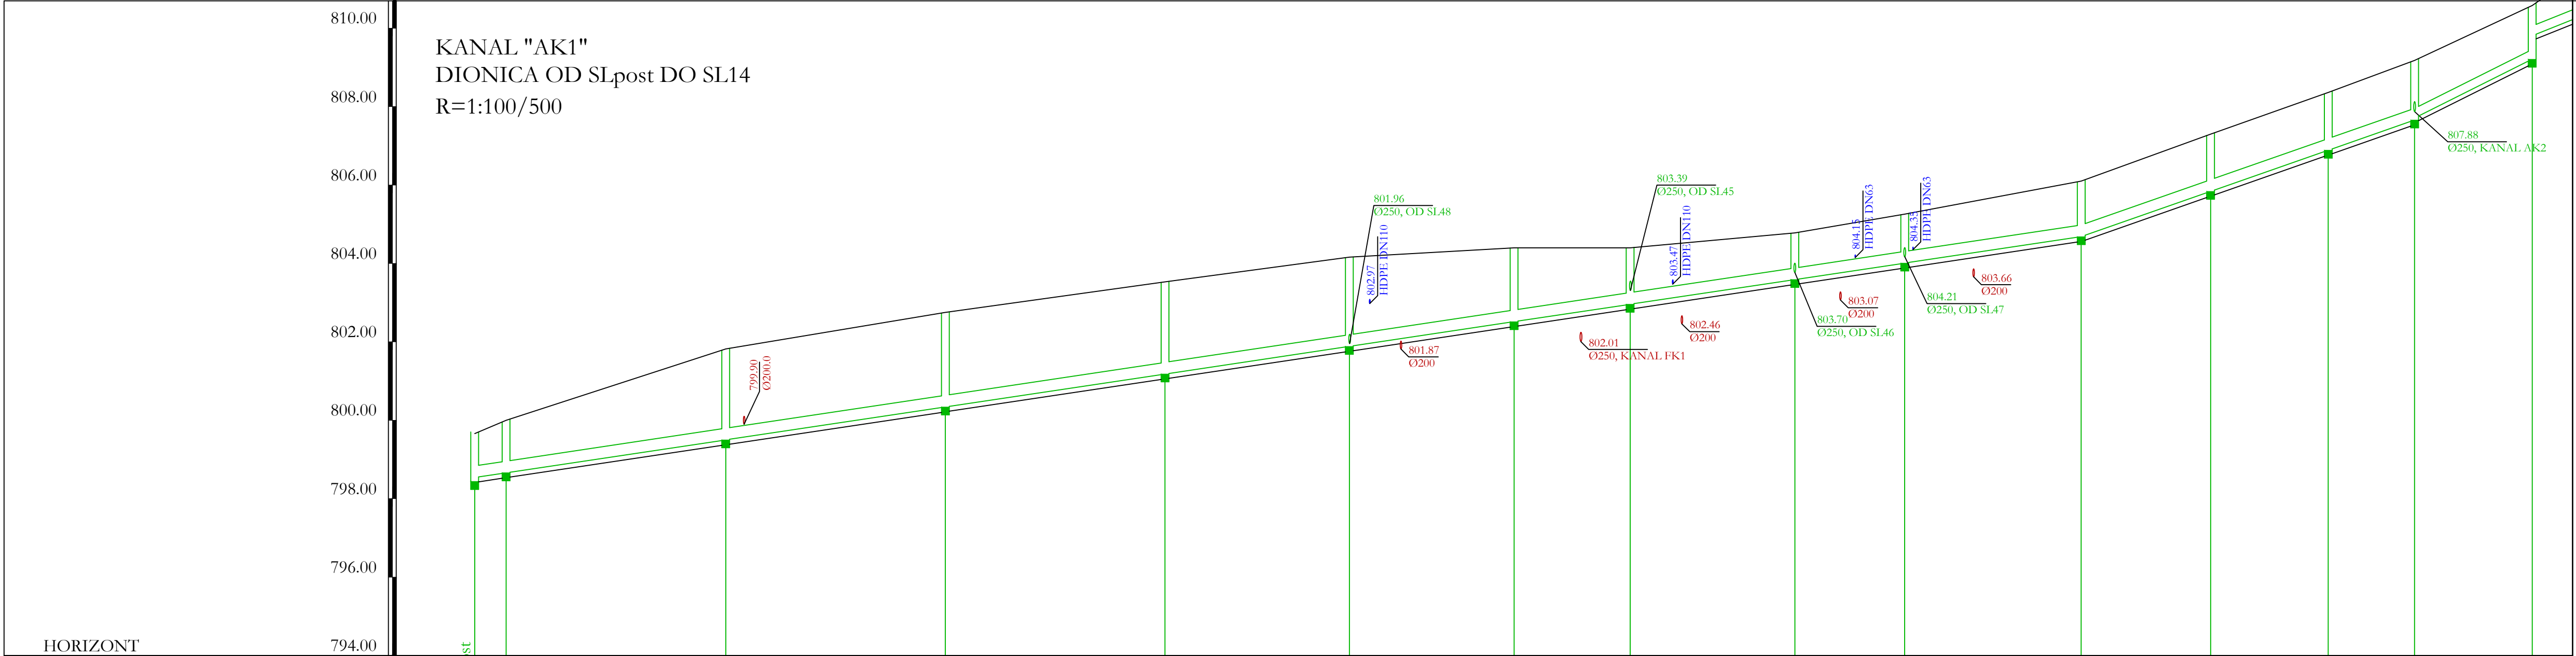 810.00
KANAL "AK1"
DIONICA OD SLpost DO SL14
808.00
R=1:100/500
807.88
Ø250, KANAL AK2
806.00
803.39
Ø250, OD SL45
801.96
Ø250, OD SL48
802.97
HDPE DN110
803.47
HDPE DN110
804.15
HDPE DN63
804.35
HDPE DN63
804.00
803.66
Ø200
803.07
Ø200
804.21
Ø250, OD SL47
803.70
Ø250, OD SL46
802.46
Ø200
802.00
802.01
Ø250, KANAL FK1
801.87
Ø200
799.90
Ø200.0
800.00
798.00
796.00
HORIZONT
794.00
st